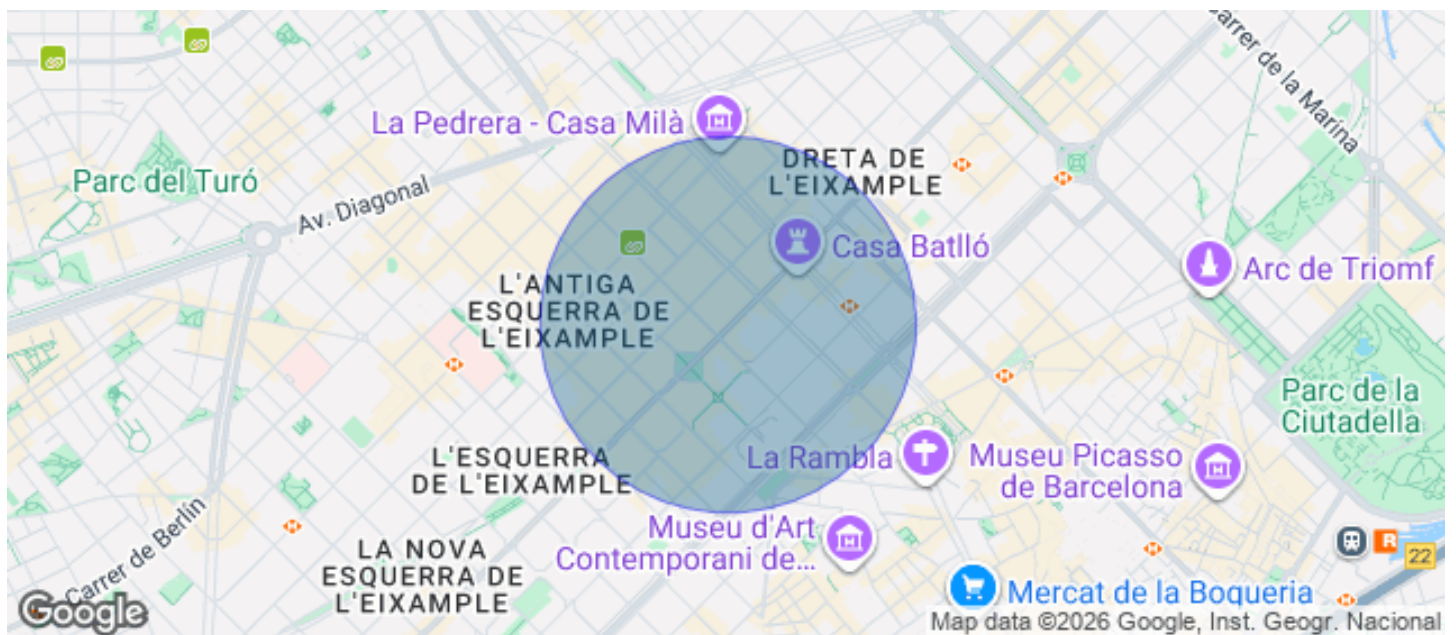 Carrer de la Marina
La Pedrera - Casa Milà
DRETA DE
L'EIXAMPLE
Parc del Turó
Av. Diagonal
Casa Batlló
Arc de Triomf
L'ANTIGA
ESQUERRA DE
L'EIXAMPLE
Parc de la
Ciutadella
L'ESQUERRA
DE L'EIXAMPLE
La Rambla
Museu Picasso
de Barcelona
Museu d'Art
Contemporani de...
Carrer de Berlín
LA NOVA
ESQUERRA DE
L'EIXAMPLE
R
22
Mercat de la Boqueria
Google
Map data ©2026 Google, Inst. Geogr. Nacional